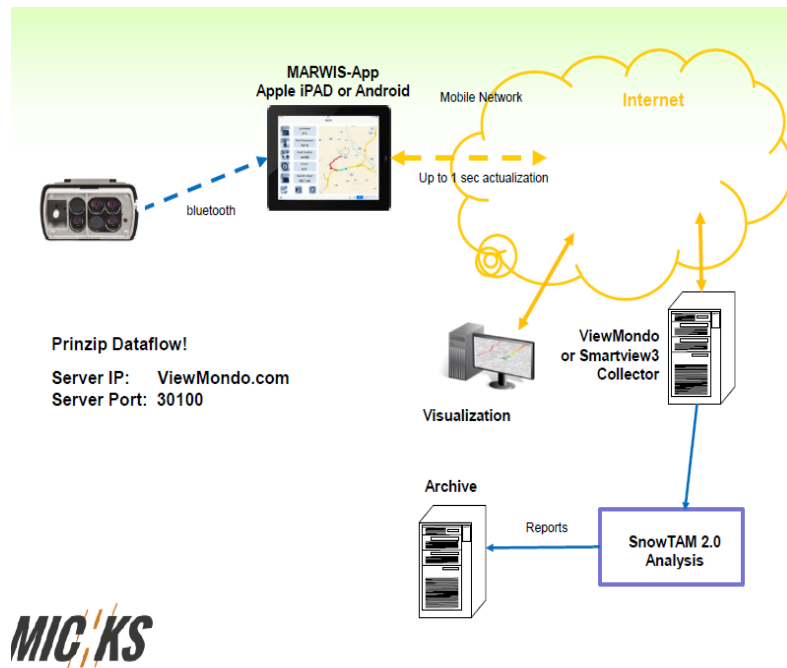 MARWIS-App
Apple iPAD or Android
Mobile Network
Internet
Up to 1 sec actualization
bluetooth
Prinzip Dataflow!
Server IP: ViewMondo.com
Server Port: 30100
ViewMondo
or Smartview3
Collector
Visualization
Archive
Reports
SnowTAM 2.0
Analysis
MICKS